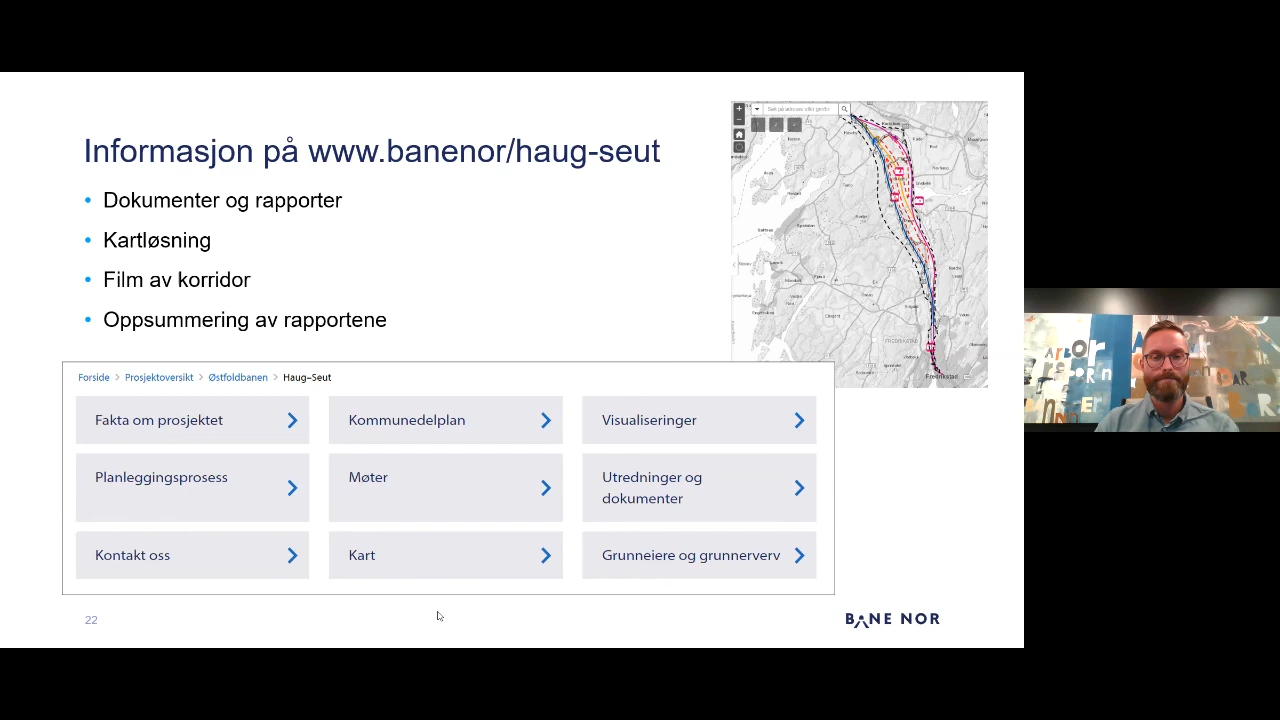 Informasjon på www.banenor/haug-seut
• Dokumenter og rapporter
• Kartløsning
• Film av korridor
• Oppsummering av rapportene
FREDRIKSTAD
Fredrikstad
Forside > Prosjektoversikt > Østfoldbanen > Haug–Seut
Fakta om prosjektet
Kommunedelplan
Visualiseringer
Planleggingsprosess
Møter
Utredninger og
dokumenter
Kontakt oss
Kart
Grunneiere og grunnerverv
22
BANE NOR